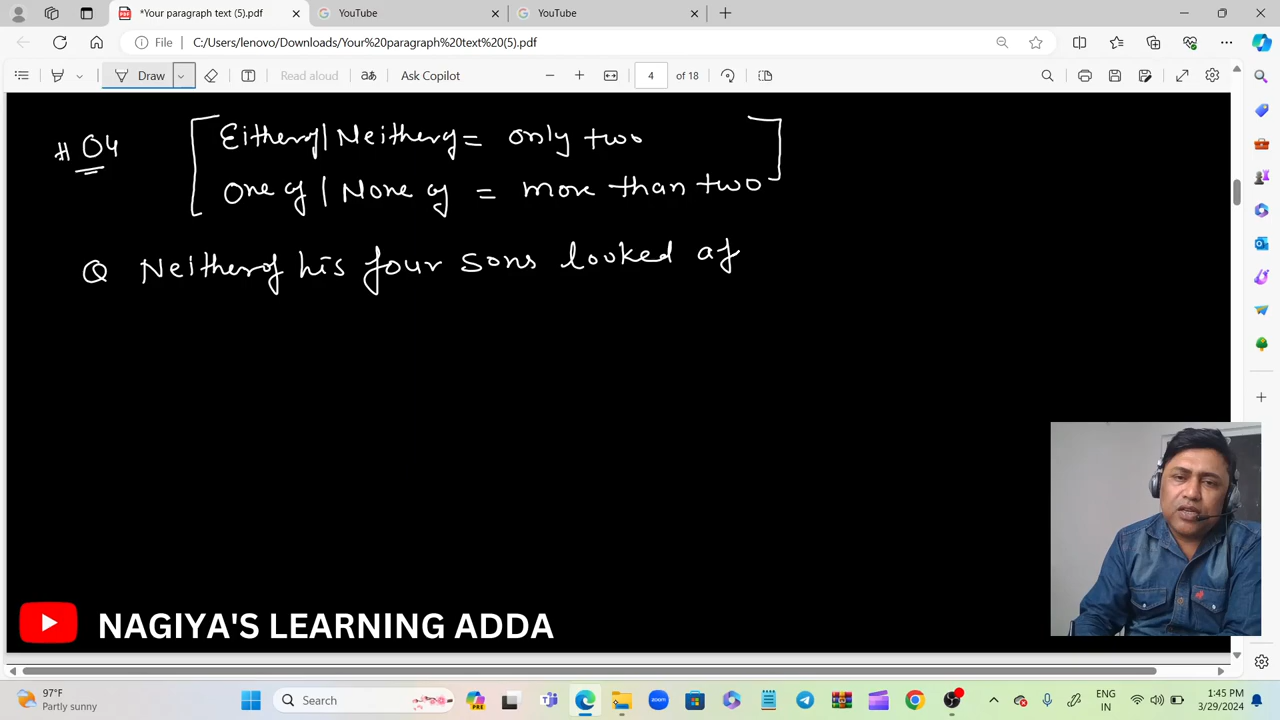 *Your paragraph text (5).pdf
YouTube
YouTube
File
C:/Users/lenovo/Downloads/Your%20paragraph%20text%20(5).pdf
Draw
Read aloud
Ask Copilot
4 of 18
# 04
Either of | Neither of = only two
One of | None of = more than two
Q Neither of his four sons looked af
NAGIYA'S LEARNING ADDA
97°F
Partly sunny
Search
ENG
IN
1:45 PM
3/29/2024